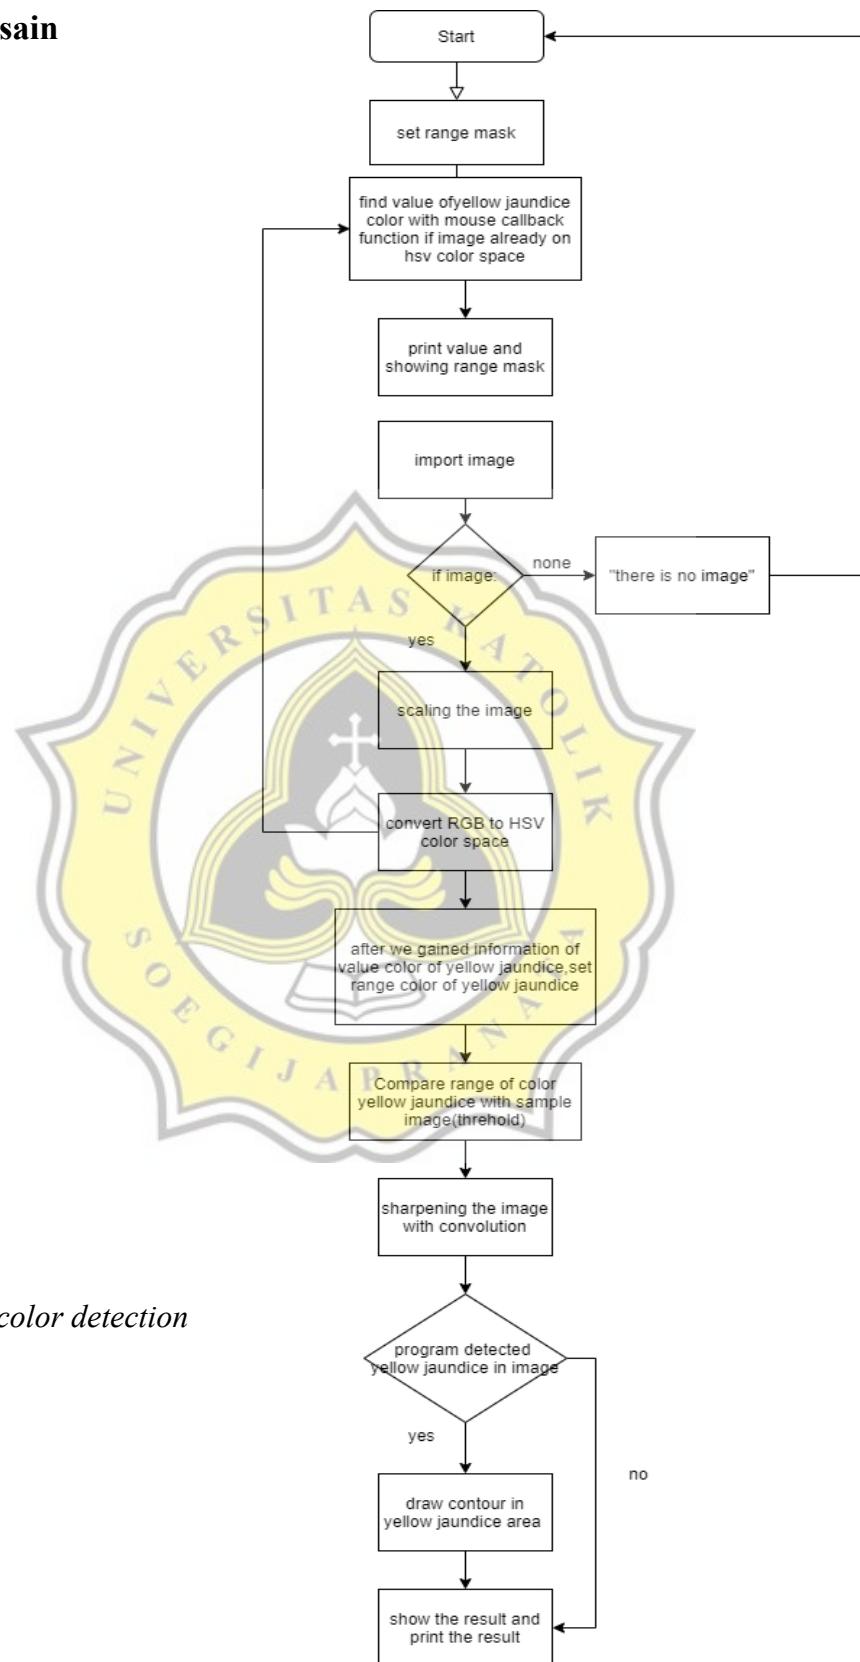 sain
Start
set range mask
find value ofyellow jaundice
color with mouse callback
function if image already on
hsv color space
print value and
showing range mask
import image
if image:
none
"there is no image"
yes
scaling the image
convert RGB to HSV
color space
after we gained information of
value color of yellow jaundice,set
range color of yellow jaundice
Compare range of color
yellow jaundice with sample
image(threhold)
sharpening the image
with convolution
color detection
program detected
yellow jaundice in image
yes
no
draw contour in
yellow jaundice area
show the result and
print the result
UNIVERSITAS KATOLIK
SOEGIJAPRANATA